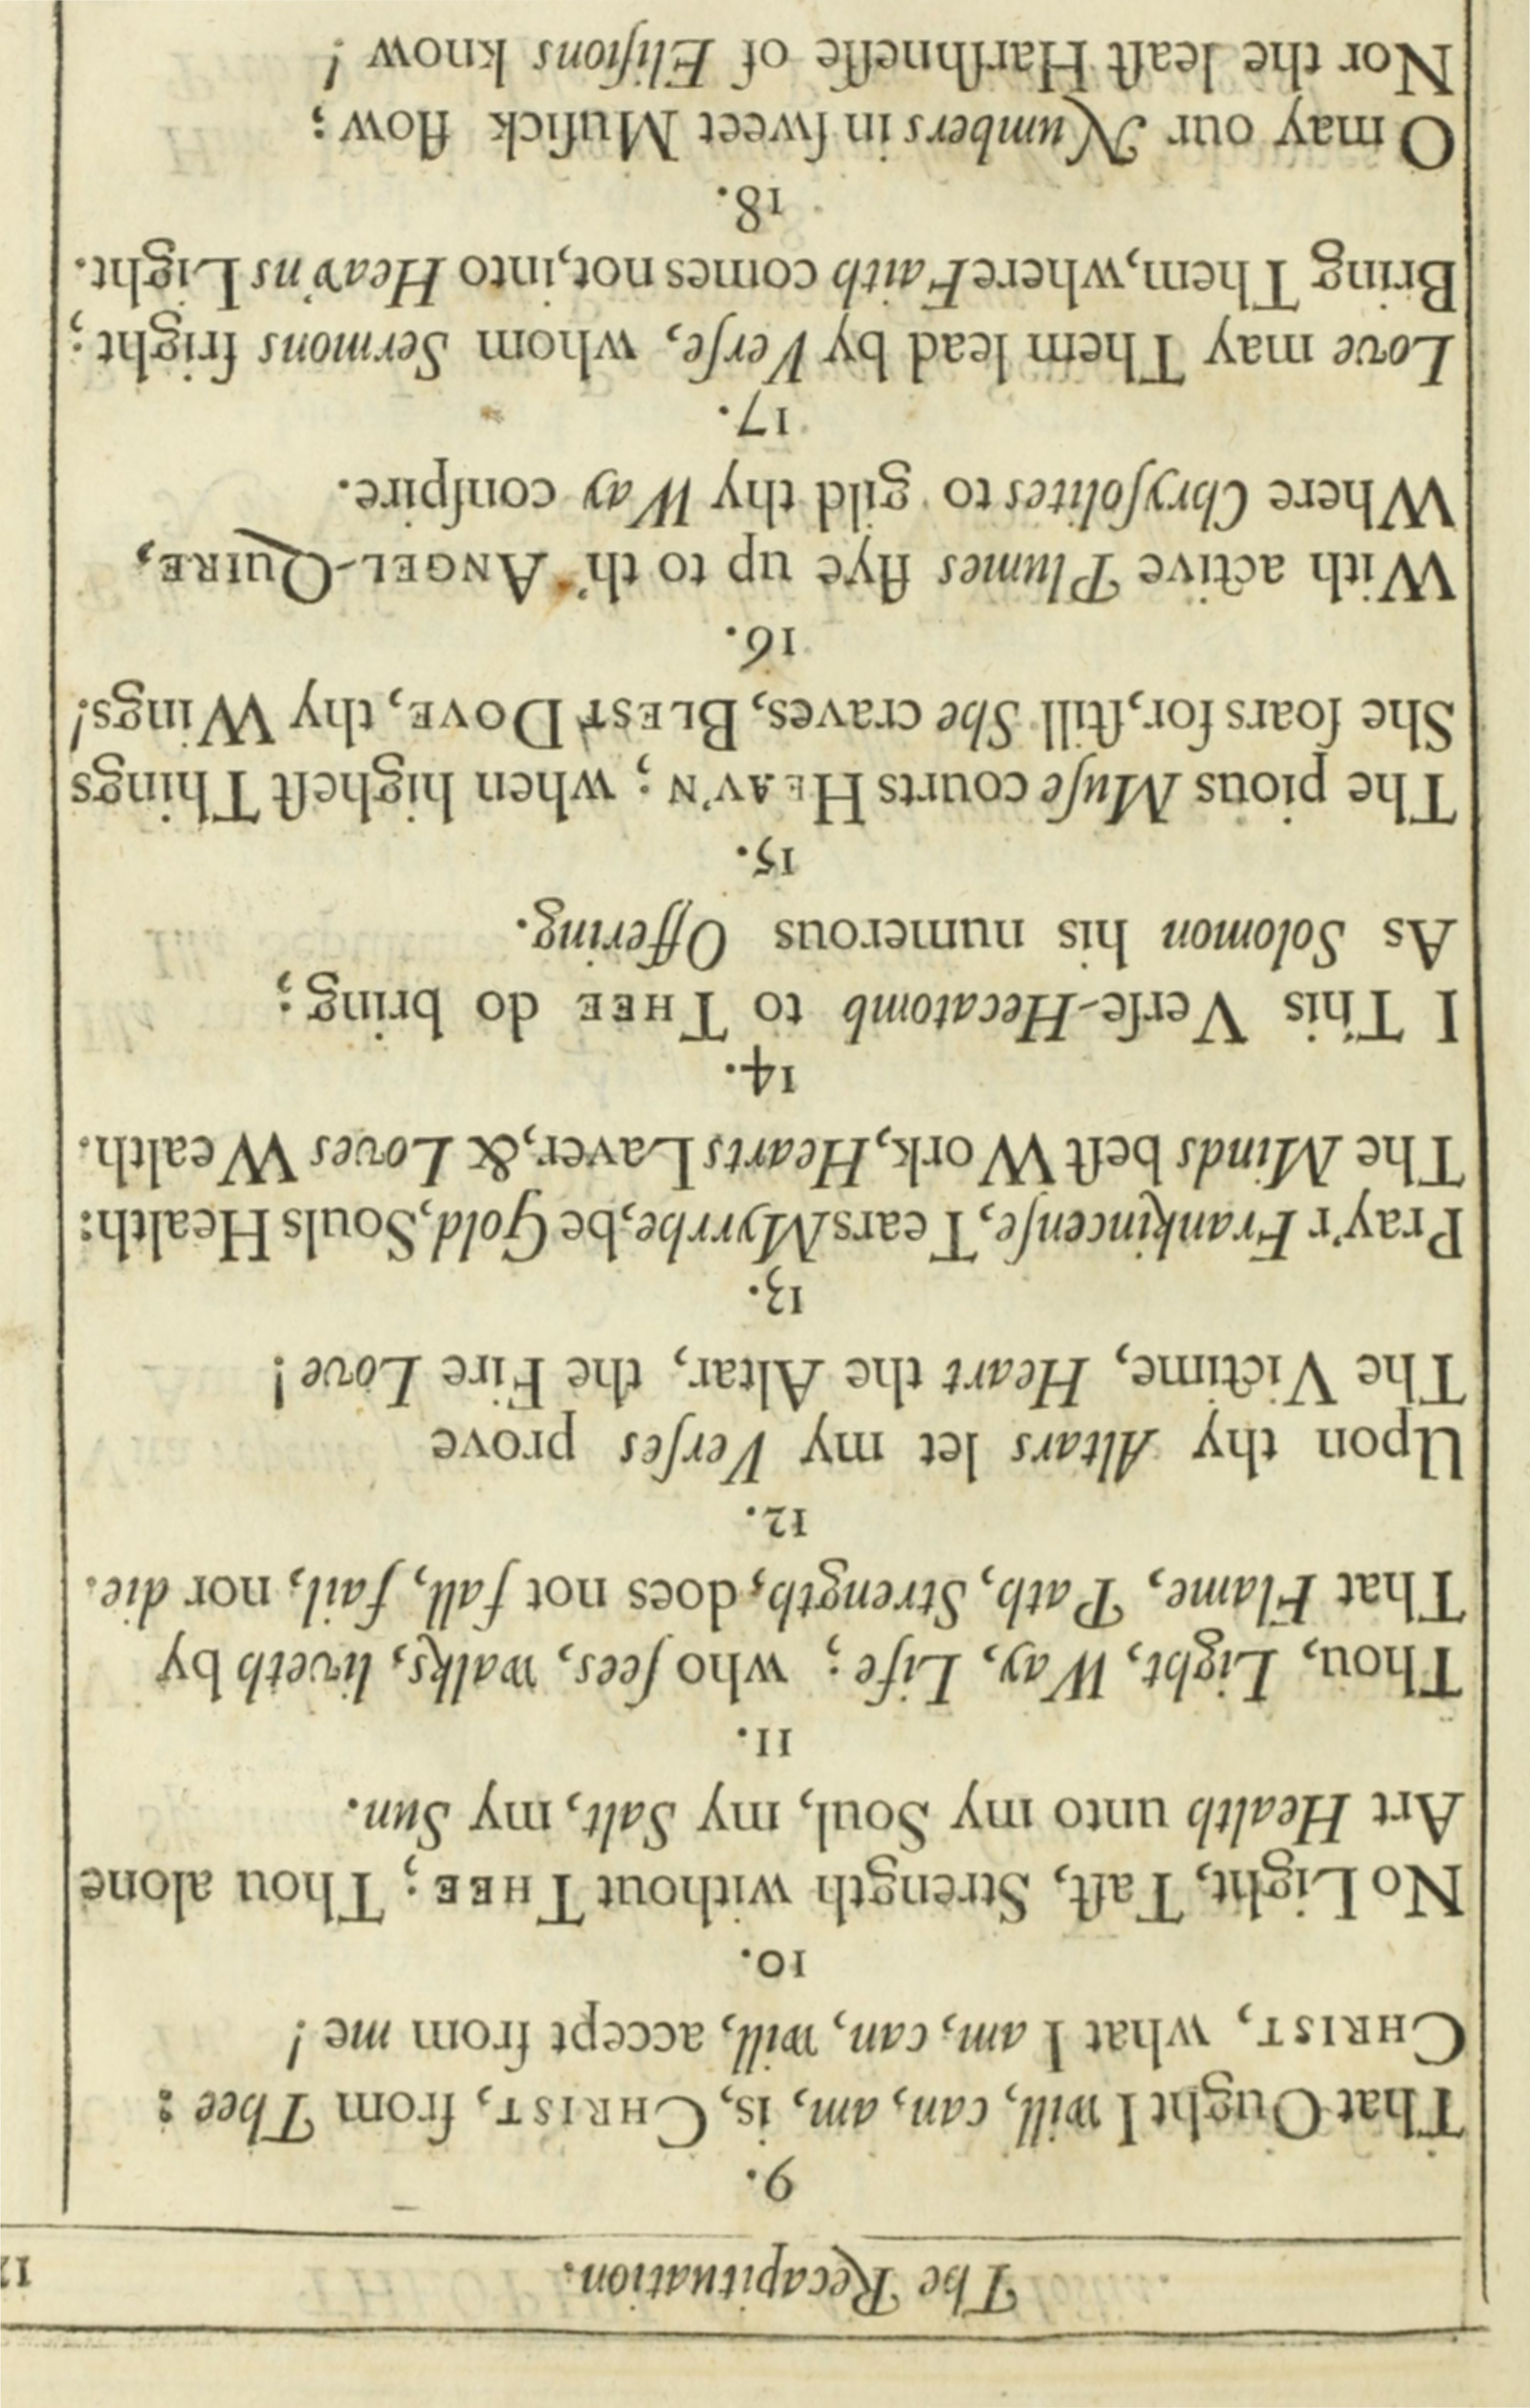 The Recapituation.
9.
That Ought I will, can, am, is, CHRIST, from Thee :
CHRIST, what I am, can, will, accept from me !
10.
No Light, Taſt, Strength without THEE ; Thou alone
Art Health unto my Soul, my Salt, my Sun.
11.
Thou, Light, Way, Life ; who ſees, walks, liveth by
That Flame, Path, Strength, does not fall, fail, nor die.
12.
Upon thy Altars let my Verſes prove
The Victime, Heart the Altar, the Fire Love !
13.
Pray'r Frankincenſe, Tears Myrrhe, be Gold, Souls Health:
The Minds beſt Work, Hearts Laver, & Loves Wealth.
14.
I This Verſe-Hecatomb to THEE do bring ;
As Solomon his numerous Offering.
15.
The pious Muſe courts HEAV'N ; when higheſt Things
She ſoars for, ſtill She craves, BLEST DOVE, thy Wings!
16.
With active Plumes flye up to th' ANGEL-QUIRE,
Where Chryſolites to gild thy Way conſpire.
17.
Love may Them lead by Verſe, whom Sermons fright ;
Bring Them, where Faith comes not, into Heav'ns Light.
18.
O may our Numbers in ſweet Muſick flow ;
Nor the leaſt Harſhneſſe of Eliſions know !